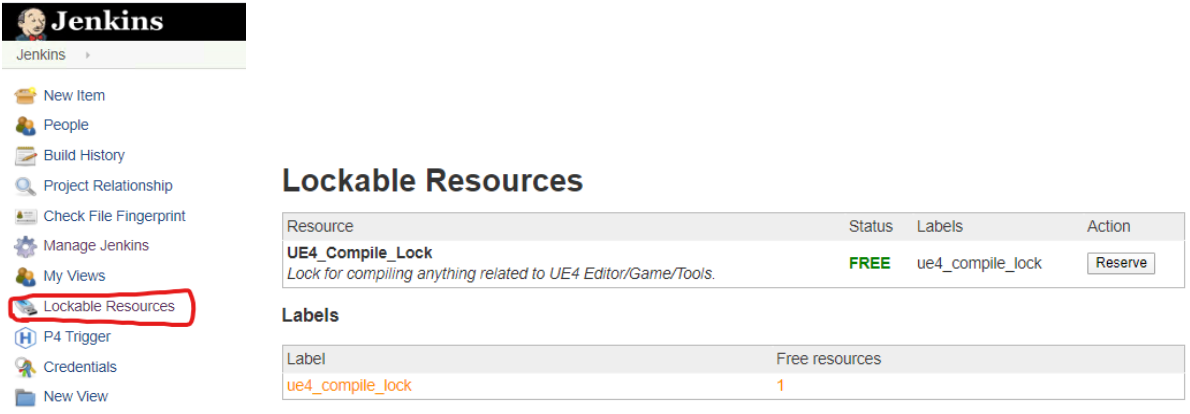 Jenkins
Jenkins
New Item
People
Build History
Project Relationship
Check File Fingerprint
Manage Jenkins
My Views
Lockable Resources
P4 Trigger
Credentials
New View
Lockable Resources
Resource Status Labels Action
UE4_Compile_Lock
Lock for compiling anything related to UE4 Editor/Game/Tools.
FREE ue4_compile_lock Reserve
Labels
Label Free resources
ue4_compile_lock 1